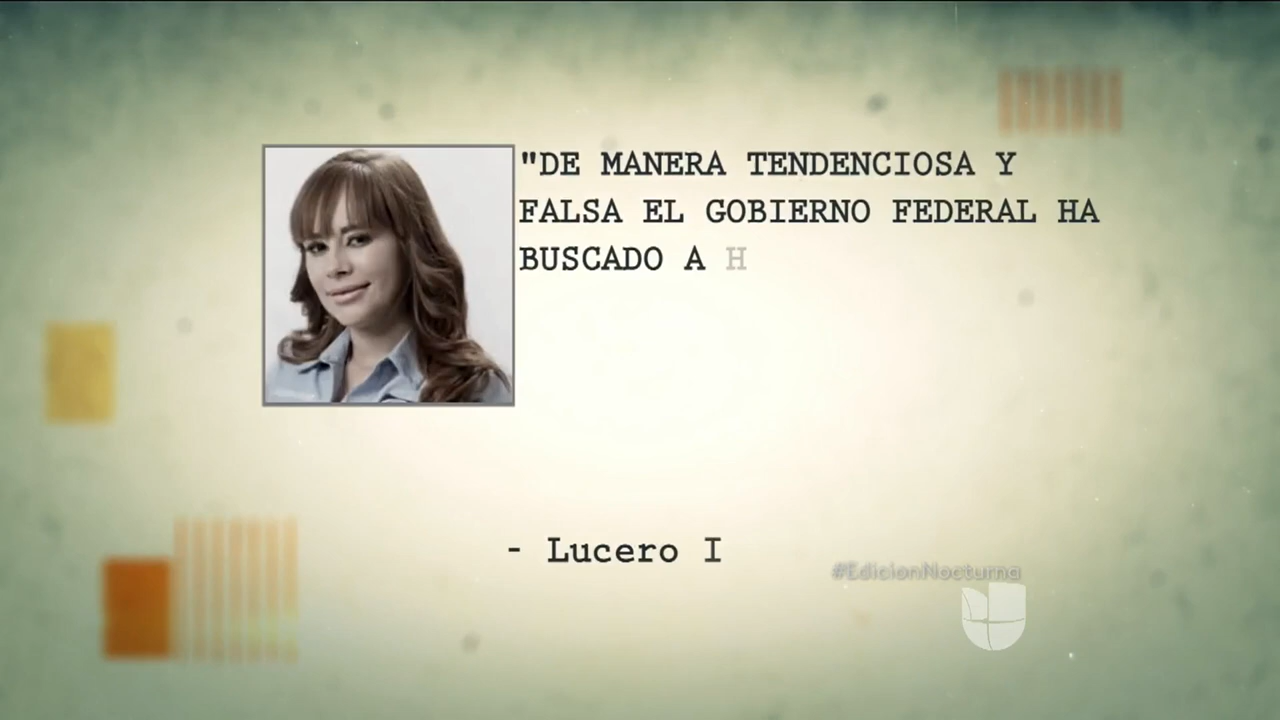 "DE MANERA TENDENCIOSA Y
FALSA EL GOBIERNO FEDERAL HA
BUSCADO A H
- Lucero I
#EdicionNocturna